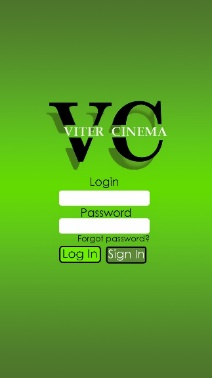 VC
VITER CINEMA
Login
Password
Forgot password?
Log In
Sign In